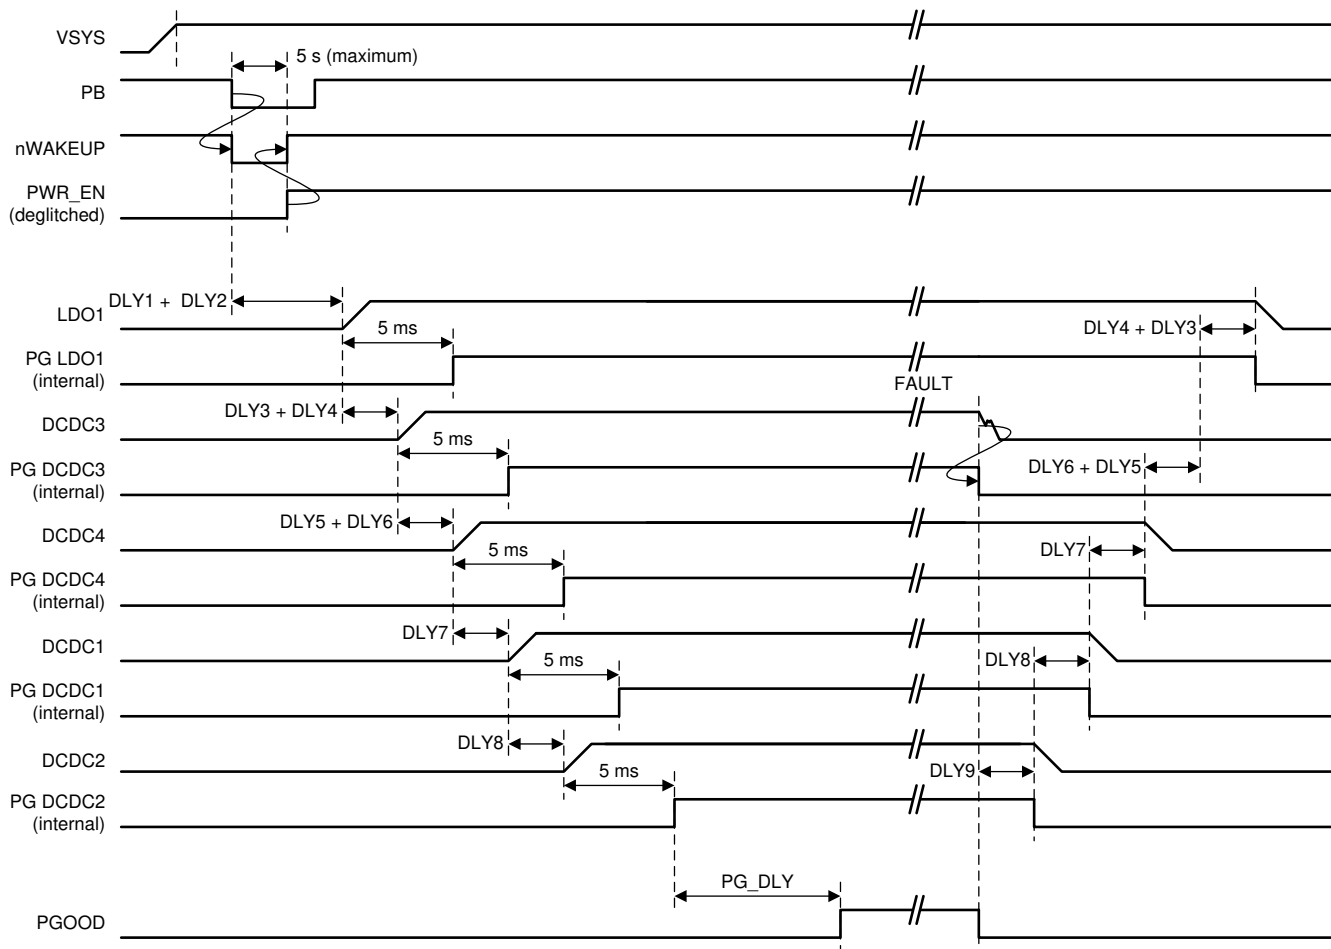 VSYS
5 s (maximum)
PB
nWAKEUP
PWR_EN
(deglitched)
DLY1 + DLY2
LDO1
5 ms
DLY4 + DLY3
PG LDO1
(internal)
FAULT
DLY3 + DLY4
DCDC3
5 ms
PG DCDC3
(internal)
DLY6 + DLY5
DLY5 + DLY6
DCDC4
5 ms
DLY7
PG DCDC4
(internal)
DLY7
DCDC1
5 ms
DLY8
PG DCDC1
(internal)
DLY8
DCDC2
5 ms
DLY9
PG DCDC2
(internal)
PG_DLY
PGOOD